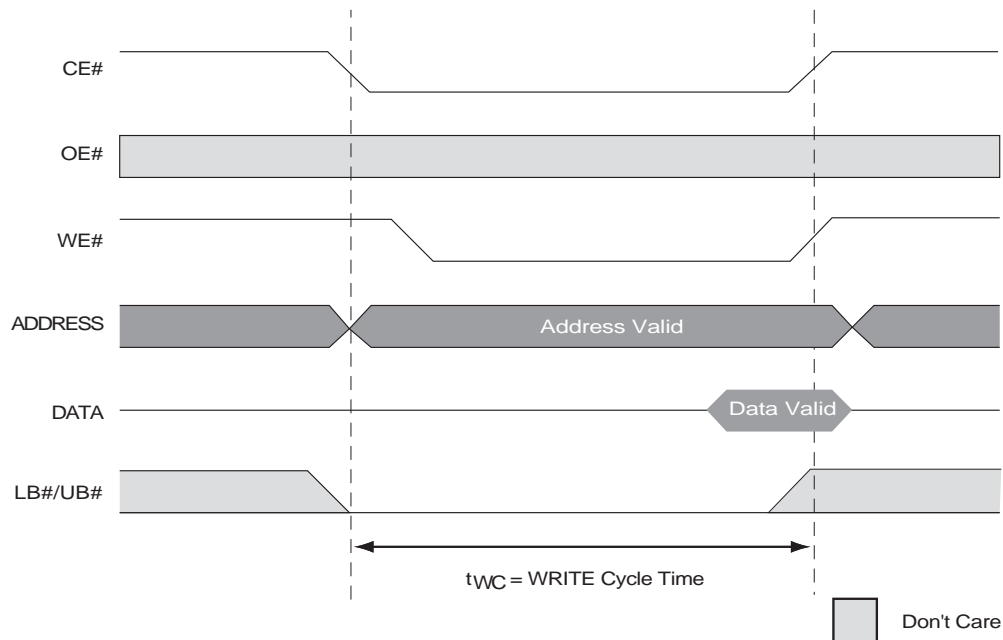 CE#
OE#
WE#
ADDRESS
Address Valid
DATA
Data Valid
LB#/UB#
tWC = WRITE Cycle Time
Don't Care